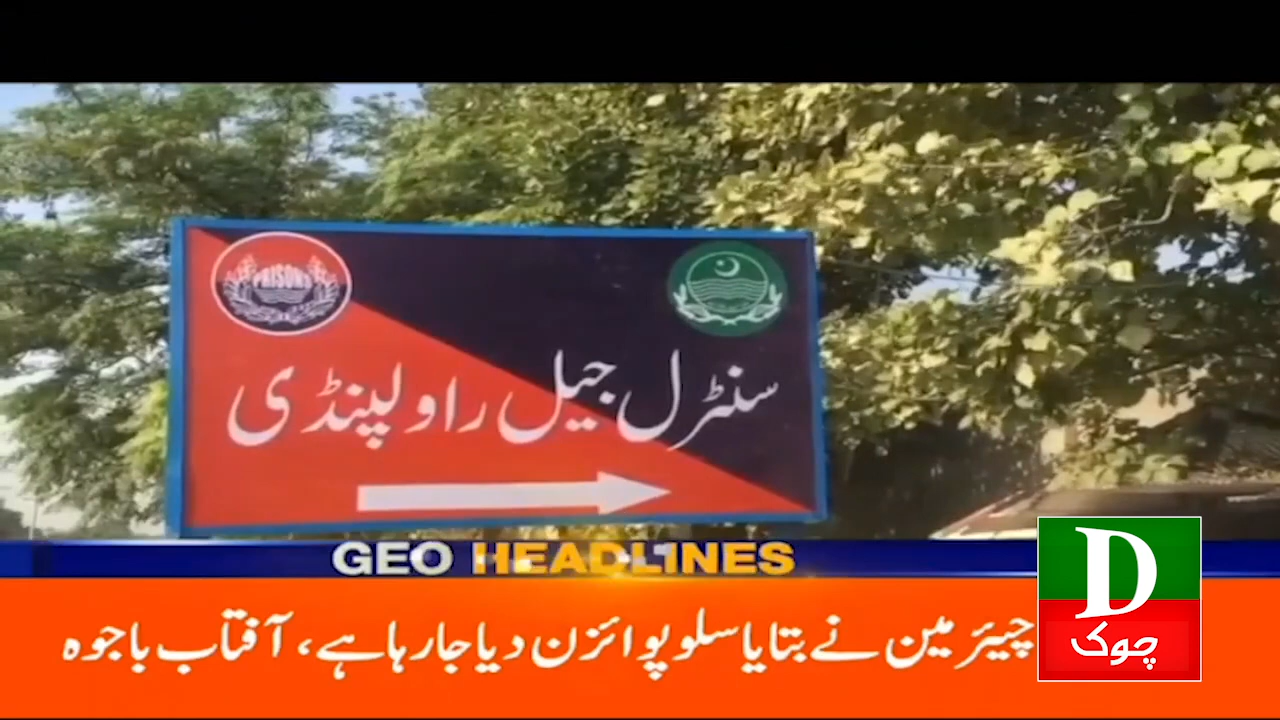 PRISONS
سنٹرل جیل راولپنڈی
GEO HEADLINES
چیئرمین نے بتایا سلو پوائزن دیا جا رہا ہے، آفتاب باجوہ
D
چوک